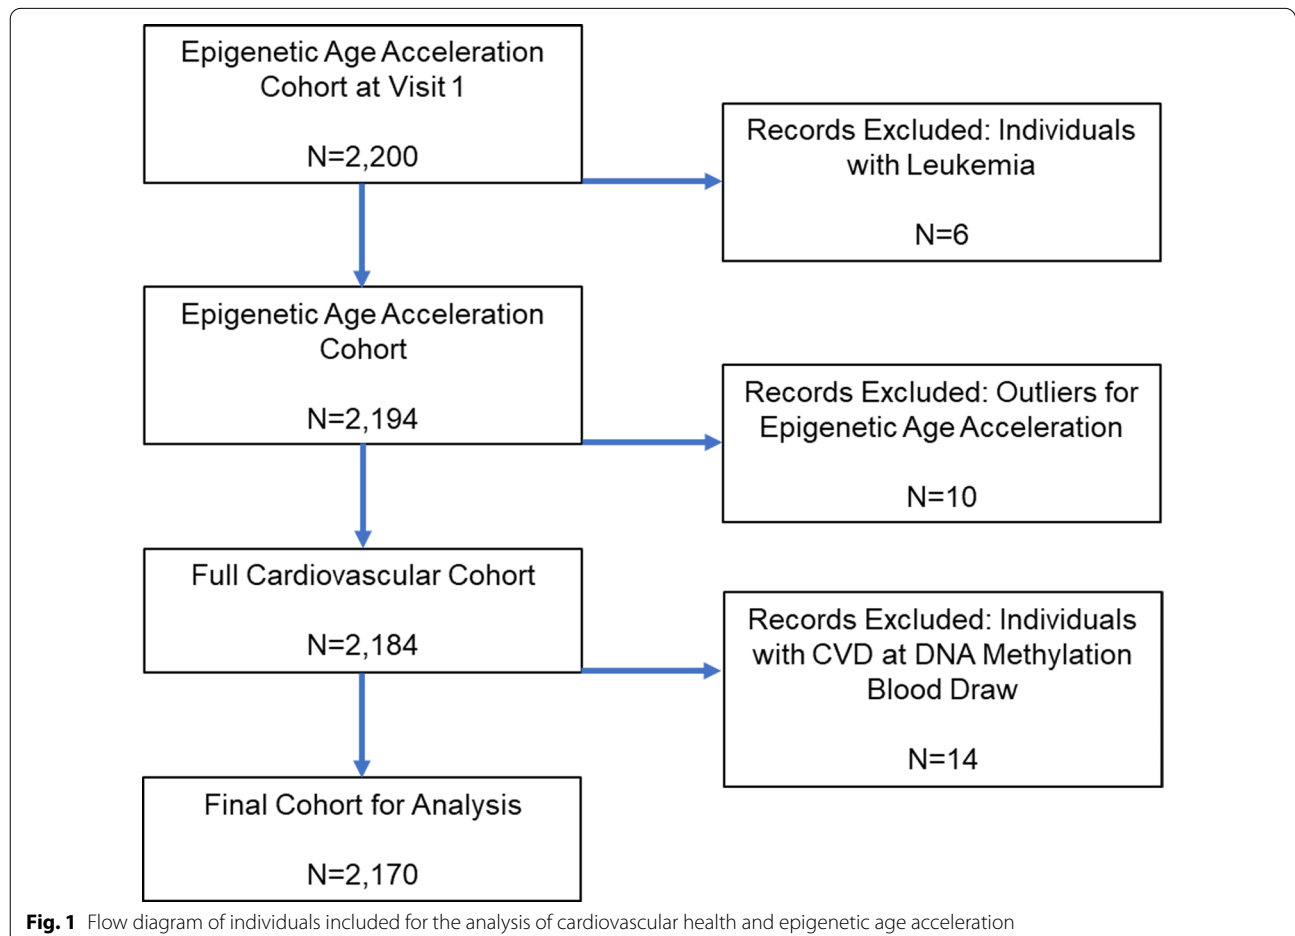 Epigenetic Age Acceleration
Cohort at Visit 1
N=2,200
Records Excluded: Individuals
with Leukemia
N=6
Epigenetic Age Acceleration
Cohort
N=2,194
Records Excluded: Outliers for
Epigenetic Age Acceleration
N=10
Full Cardiovascular Cohort
N=2,184
Records Excluded: Individuals
with CVD at DNA Methylation
Blood Draw
N=14
Final Cohort for Analysis
N=2,170
Fig. 1 Flow diagram of individuals included for the analysis of cardiovascular health and epigenetic age acceleration